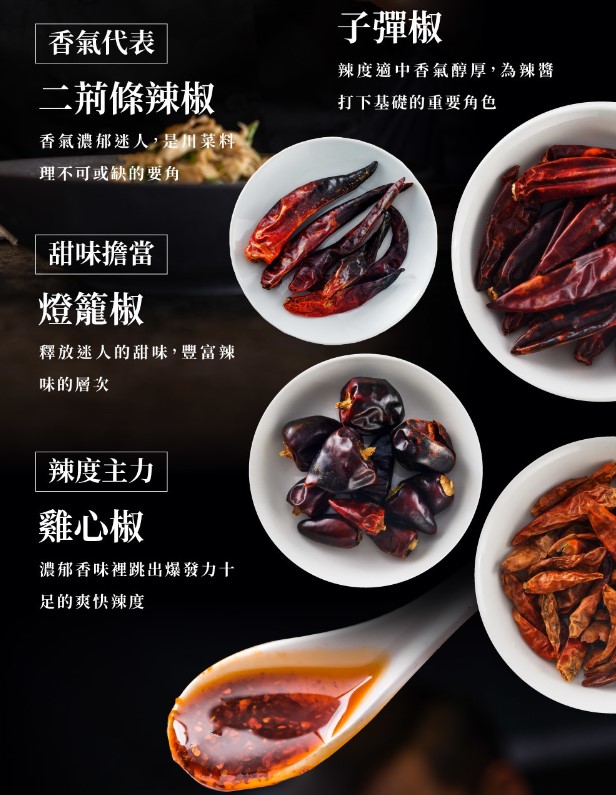 香氣代表
二荊條辣椒
香氣濃郁迷人，是川菜料
理不可或缺的要角
子彈椒
辣度適中香氣醇厚，為辣醬
打下基礎的重要角色
甜味擔當
燈籠椒
釋放迷人的甜味，豐富辣
味的層次
辣度主力
雞心椒
濃郁香味裡跳出爆發力十
足的爽快辣度